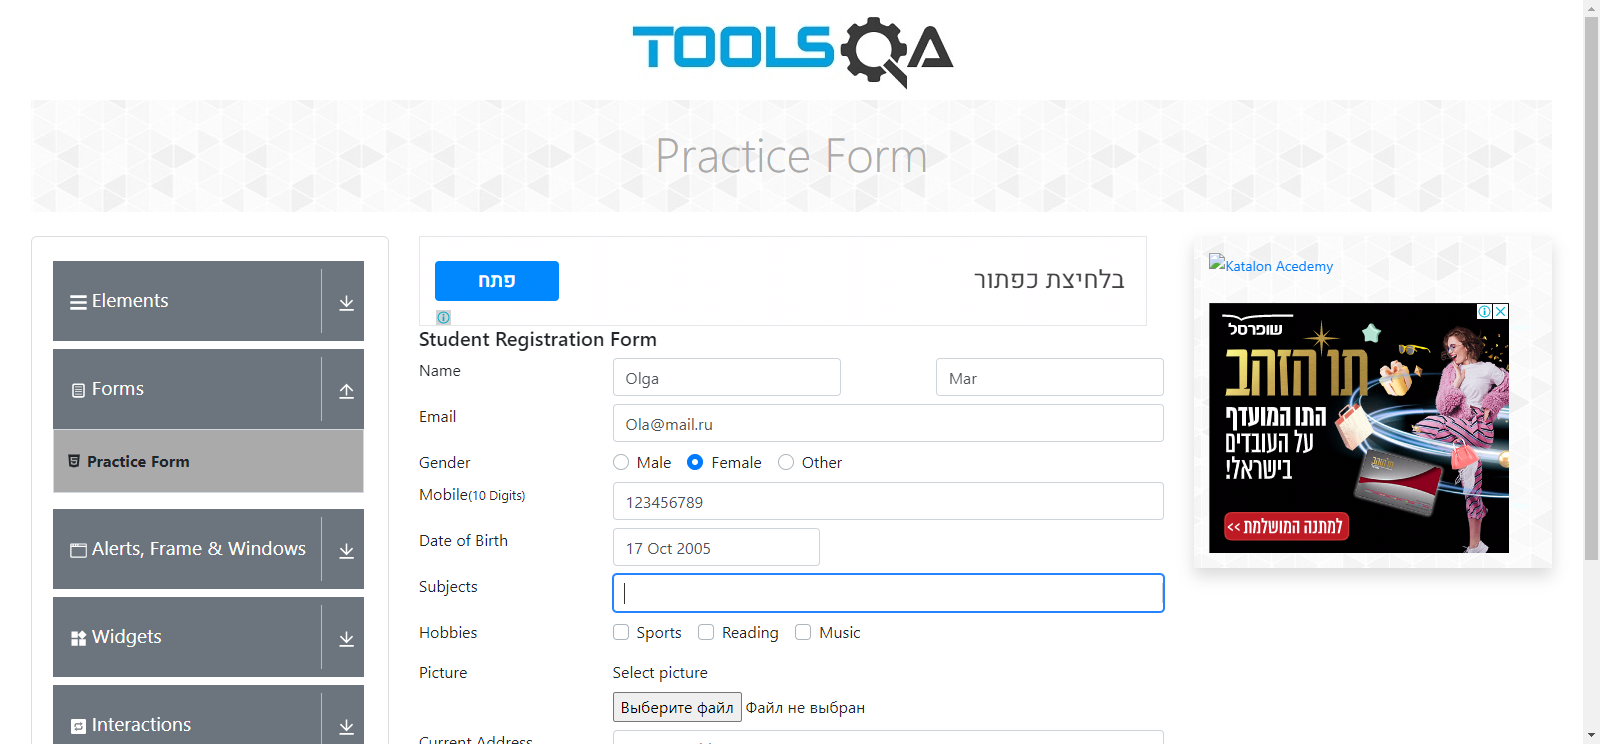 TOOLSQA
Practice Form
Elements
Forms
Practice Form
Alerts, Frame & Windows
Widgets
Interactions
בלחיצת כפתור
פתח
Student Registration Form
Name
Olga
Mar
Email
Ola@mail.ru
Gender
Male
Female
Other
Mobile(10 Digits)
123456789
Date of Birth
17 Oct 2005
Subjects
Hobbies
Sports
Reading
Music
Picture
Select picture
Выберите файл Файл не выбран
Current Address
Katalon Acedemy
שופרסל
תו הזהב
התו המועדף
על העובדים
בישראל!
למתנה המושלמת >>